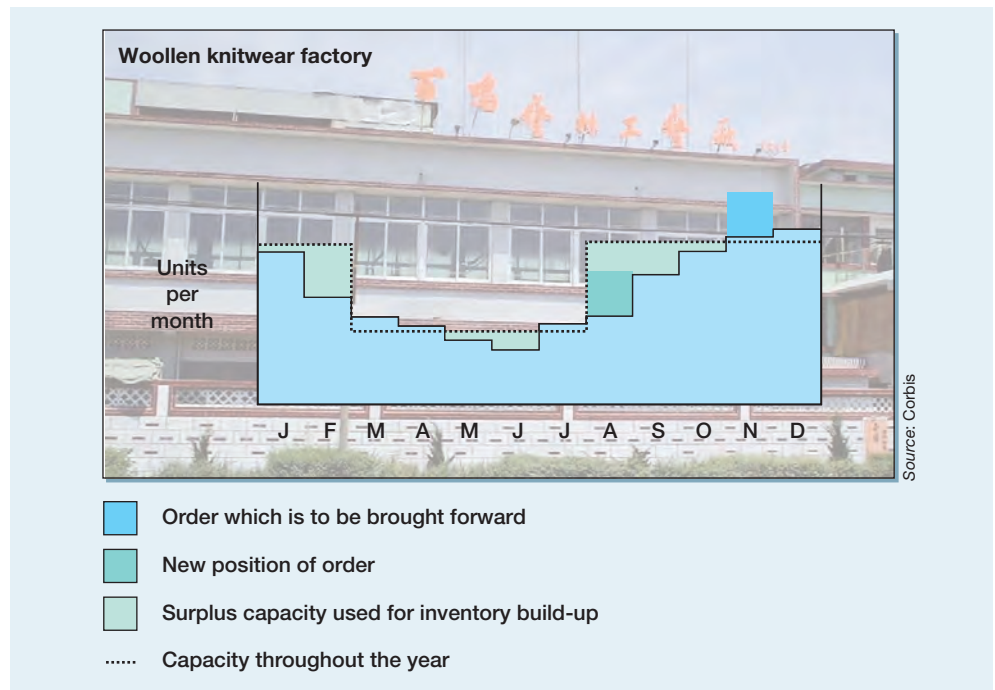 Woollen knitwear factory
Units
per
month
J F M A M J J A S O N D
Source: Corbis
Order which is to be brought forward
New position of order
Surplus capacity used for inventory build-up
Capacity throughout the year